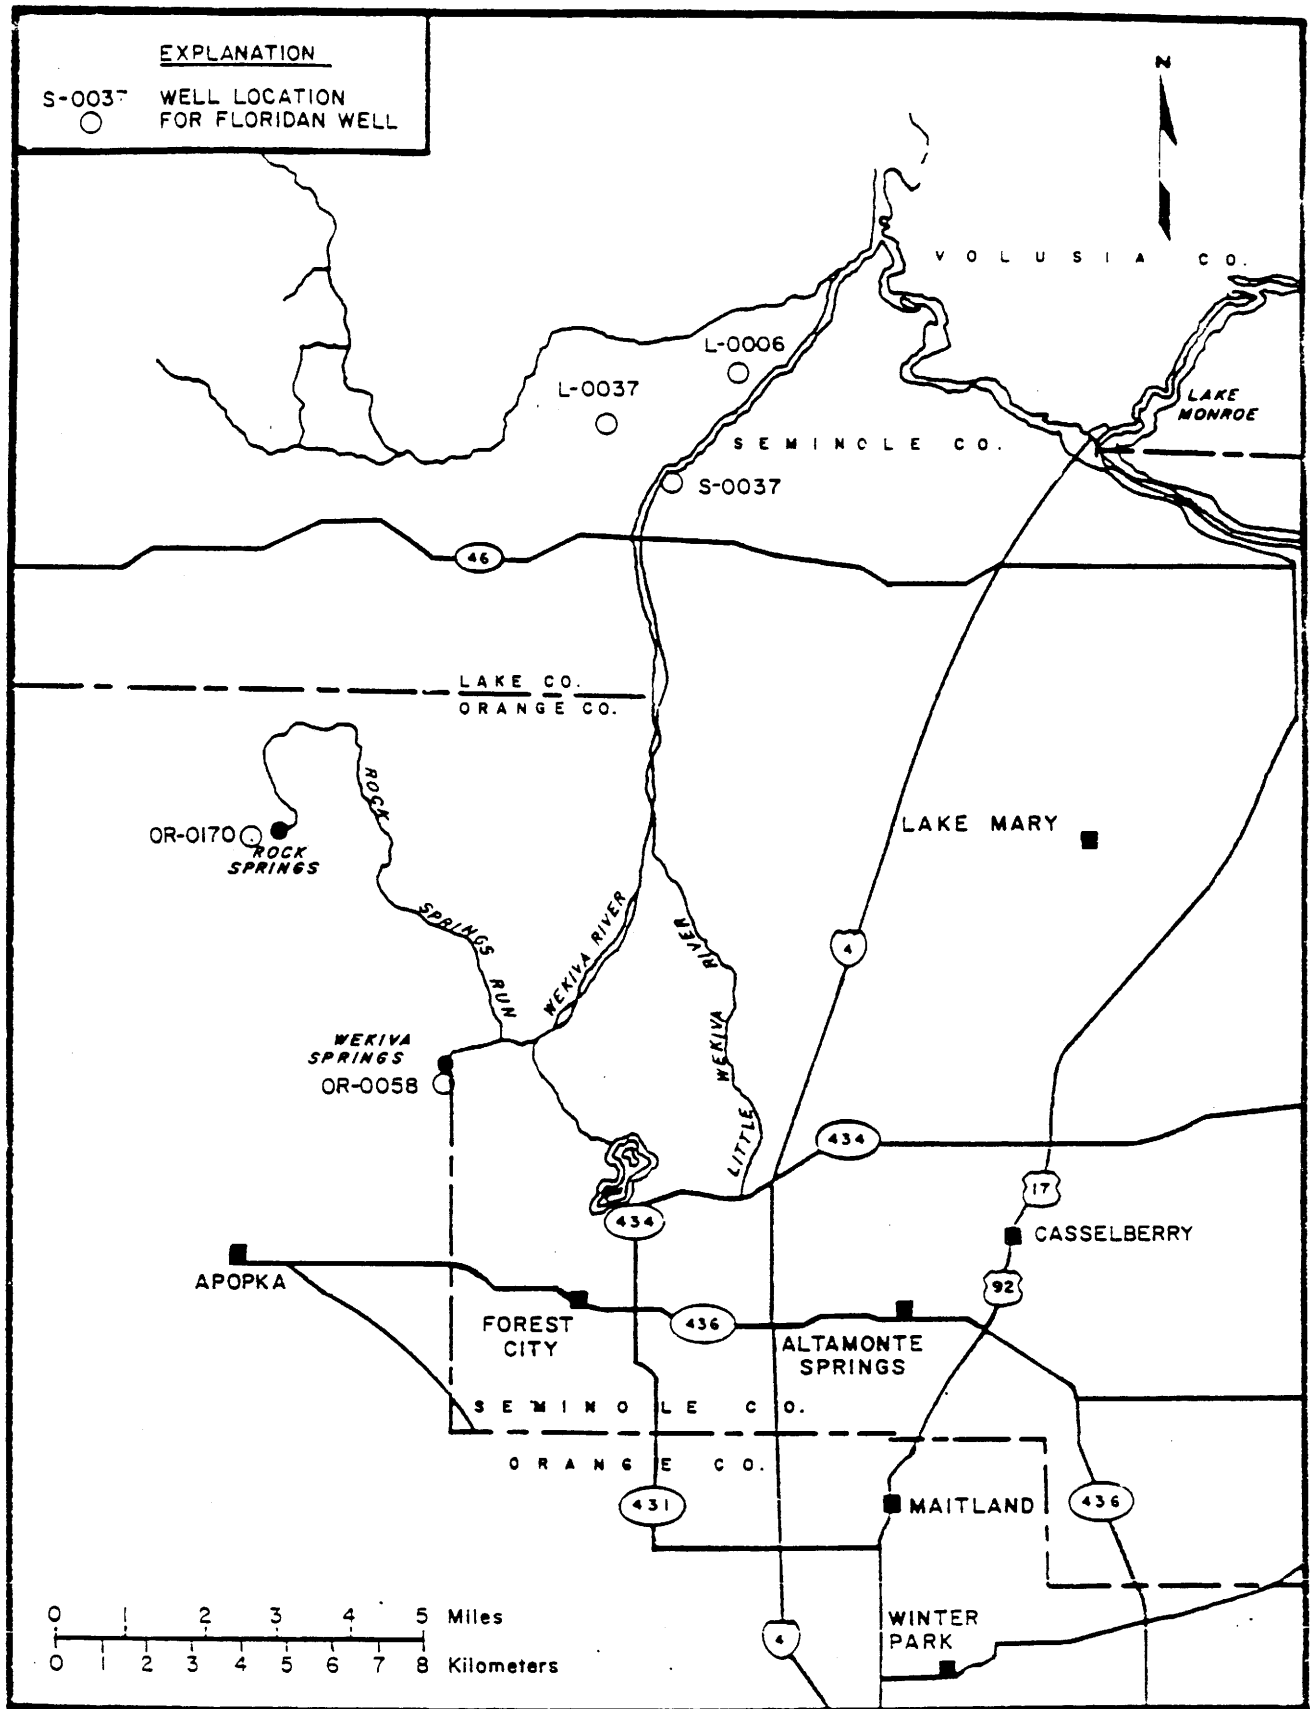 EXPLANATION
S-0037 WELL LOCATION
FOR FLORIDAN WELL
N
VOLUSIA CO.
L-0006
L-0037
LAKE
MONROE
SEMINOLE CO.
S-0037
46
LAKE CO.
ORANGE CO.
ROCK
SPRINGS
RUN
OR-0170
ROCK
SPRINGS
LAKE MARY
WEKIVA RIVER
LITTLE
WEKIVA
RIVER
4
WEKIVA
SPRINGS
OR-0058
434
434
17
CASSELBERRY
APOPKA
92
FOREST
CITY
436
ALTAMONTE
SPRINGS
SEMINOLE CO.
ORANGE CO.
431
MAITLAND
436
0 1 2 3 4 5 Miles
0 1 2 3 4 5 6 7 8 Kilometers
4
WINTER
PARK